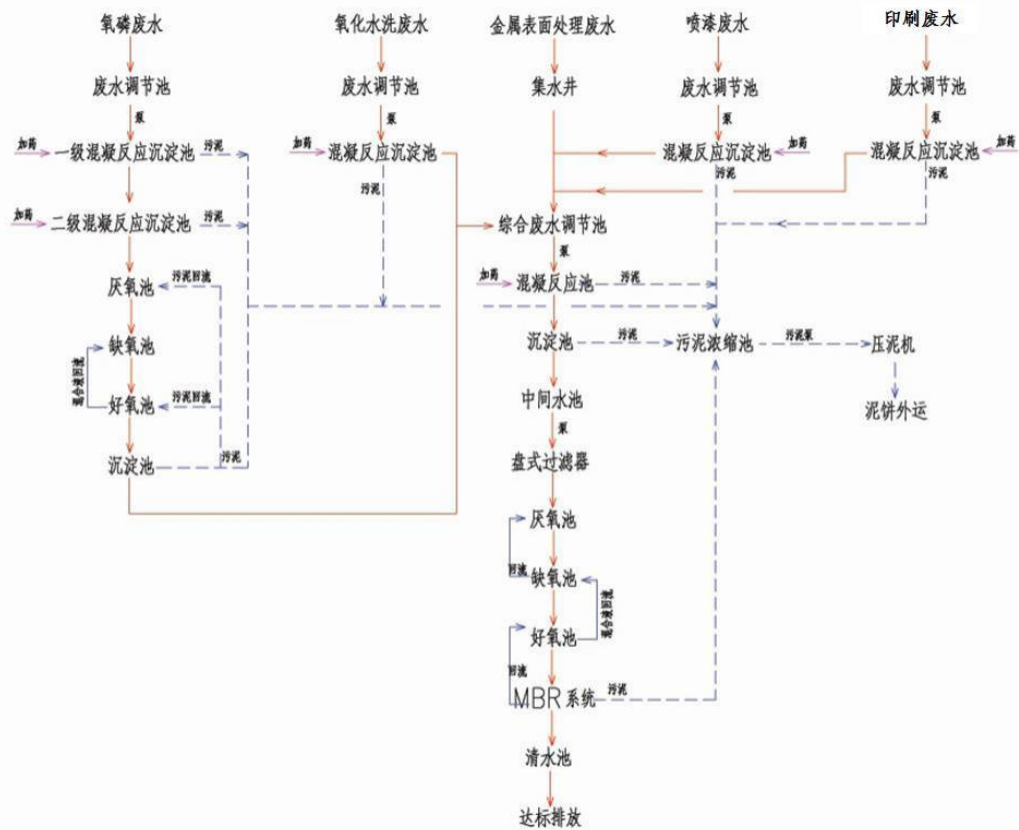 氧磷废水 氧化水洗废水 金属表面处理废水 喷漆废水 印刷废水
废水调节池 废水调节池 集水井 废水调节池 废水调节池
泵 泵 泵 泵
加药 一级混凝反应沉淀池 污泥 加药 混凝反应沉淀池 混凝反应沉淀池 加药 混凝反应沉淀池 加药
污泥 污泥 污泥
加药 二级混凝反应沉淀池 污泥 综合废水调节池
泵
厌氧池 污泥回流 加药 混凝反应池 污泥
缺氧池 沉淀池 污泥 污泥浓缩池 污泥泵 压泥机
混合液回流
好氧池 污泥回流 中间水池 泥饼外运
泵
沉淀池 污泥 盘式过滤器
厌氧池
回流 缺氧池
混合液回流
好氧池
回流
MBR系统 污泥
清水池
达标排放